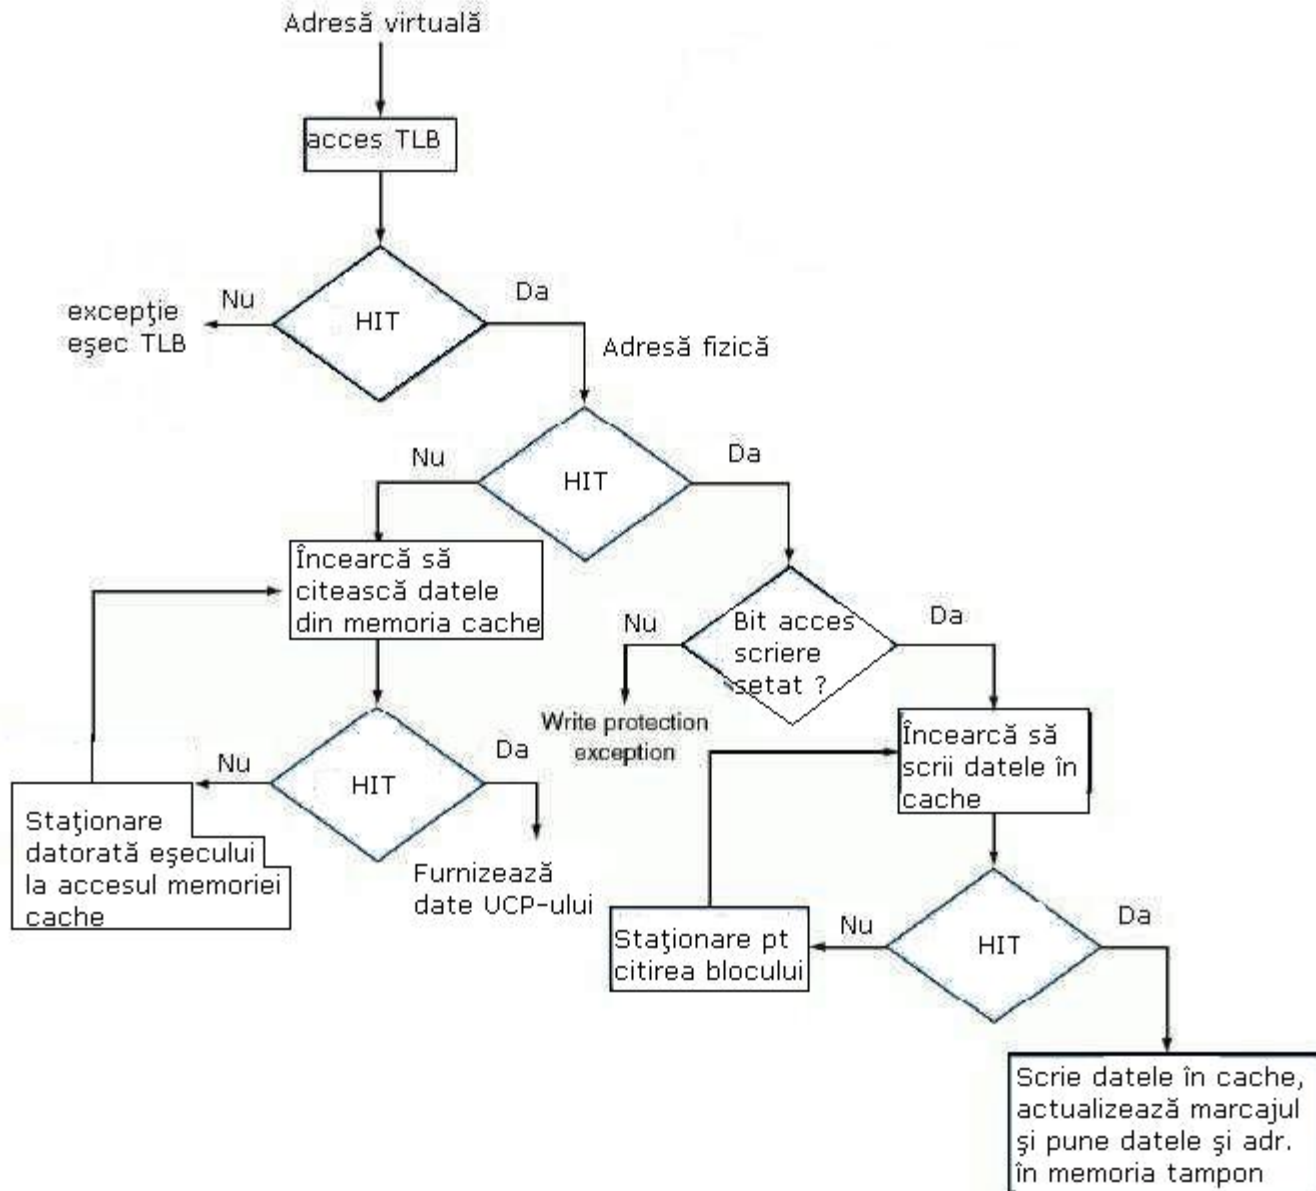 Adresă virtuală
acces TLB
HIT
Nu
Da
excepţie
eşec TLB
Adresă fizică
HIT
Nu
Da
Încearcă să
citească datele
din memoria cache
Bit acces
scriere
setat ?
Nu
Da
Write protection
exception
Încearcă să
scrii datele în
cache
HIT
Nu
Da
Staţionare
datorată eşecului
la accesul memoriei
cache
Furnizează
date UCP-ului
Staţionare pt
citirea blocului
HIT
Nu
Da
Scrie datele în cache,
actualizează marcajul
şi pune datele şi adr.
în memoria tampon